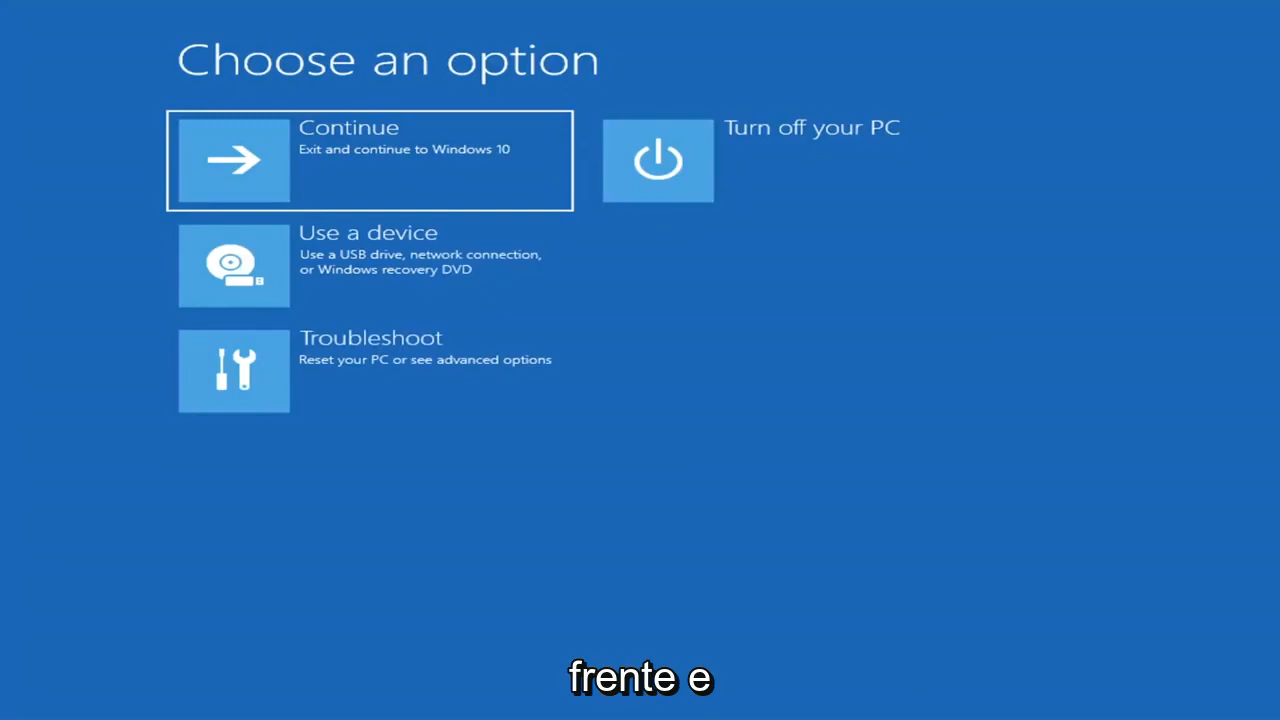 Choose an option
Continue
Exit and continue to Windows 10
Turn off your PC
Use a device
Use a USB drive, network connection,
or Windows recovery DVD
Troubleshoot
Reset your PC or see advanced options
frente e